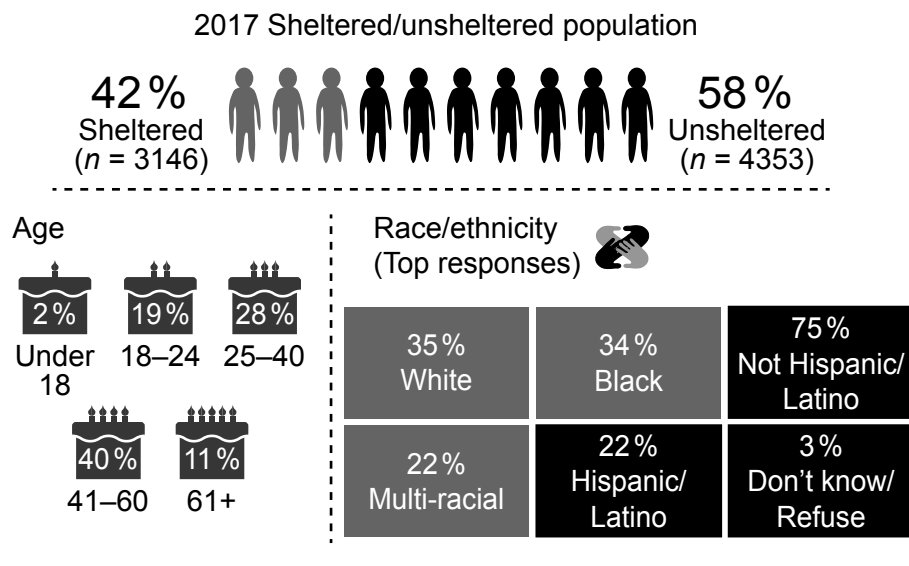 2017 Sheltered/unsheltered population
42 %
Sheltered
(n = 3146)
58 %
Unsheltered
(n = 4353)
Age
2 %
Under
18
19 %
18–24
28 %
25–40
40 %
41–60
11 %
61+
Race/ethnicity
(Top responses)
35 %
White
34 %
Black
75 %
Not Hispanic/
Latino
22 %
Multi-racial
22 %
Hispanic/
Latino
3 %
Don’t know/
Refuse